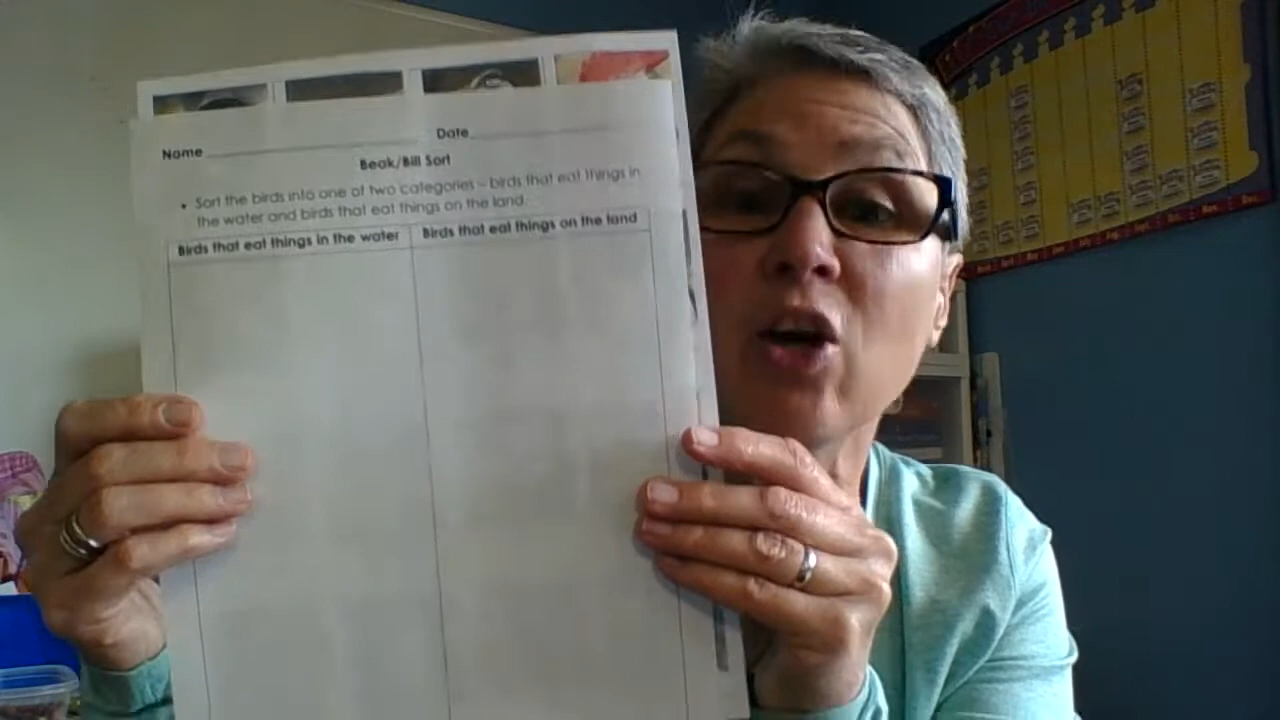 Name Date
Beak/Bill Sort
• Sort the birds into one of two categories – birds that eat things in
the water and birds that eat things on the land.
Birds that eat things in the water Birds that eat things on the land